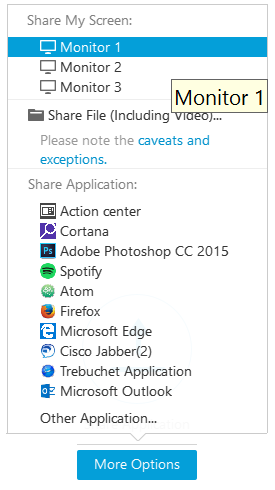 Share My Screen:
Monitor 1
Monitor 2
Monitor 3
Monitor 1
Share File (Including Video)...
Please note the caveats and
exceptions.
Share Application:
Action center
Cortana
Ps Adobe Photoshop CC 2015
Spotify
Atom
Firefox
Microsoft Edge
Cisco Jabber(2)
Trebuchet Application
Microsoft Outlook
Other Application...
More Options